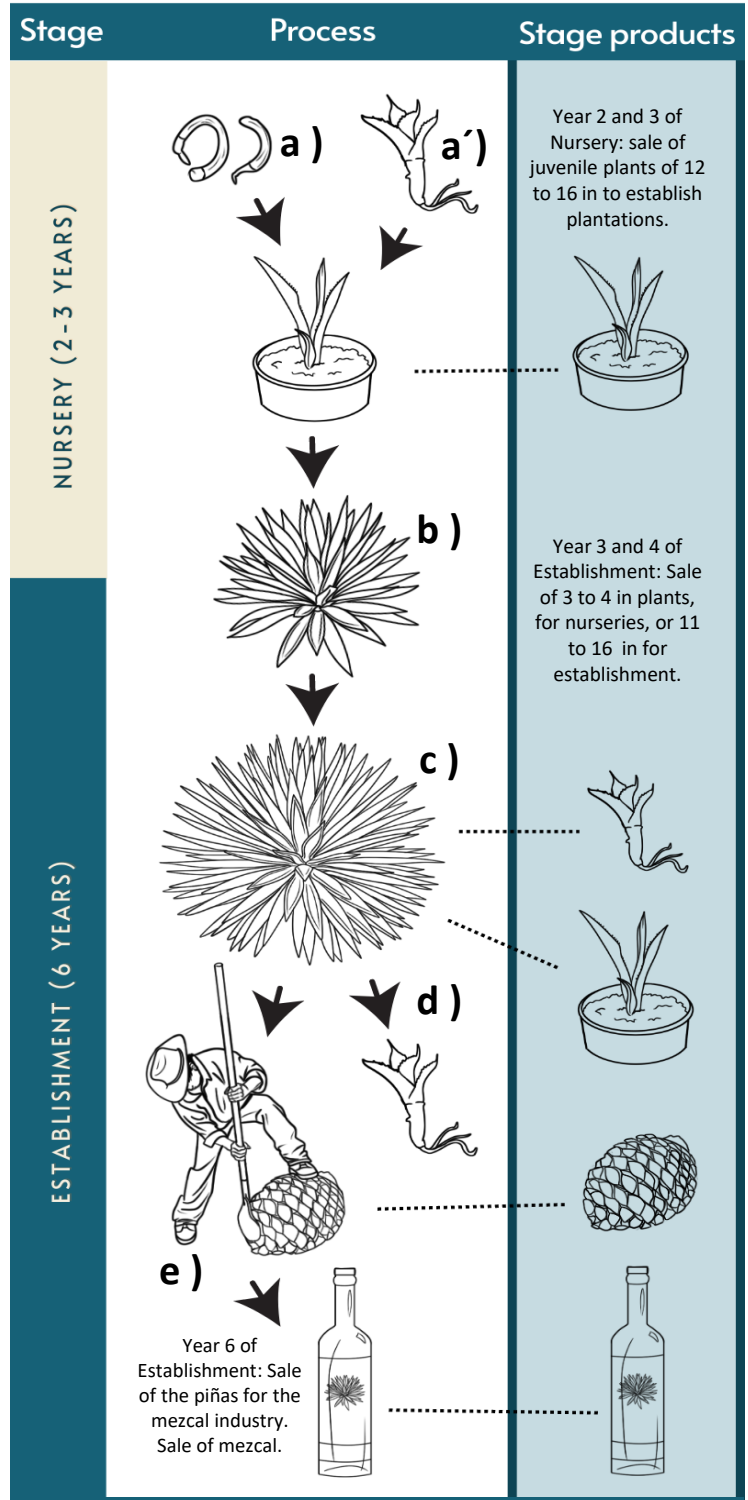 Stage
Process
Stage products
NURSERY (2-3 YEARS)
a )
a´)
Year 2 and 3 of
Nursery: sale of
juvenile plants of 12
to 16 in to establish
plantations.
b )
Year 3 and 4 of
Establishment: Sale
of 3 to 4 in plants,
for nurseries, or 11
to 16 in for
establishment.
ESTABLISHMENT (6 YEARS)
c )
d )
e )
Year 6 of
Establishment: Sale
of the piñas for the
mezcal industry.
Sale of mezcal.